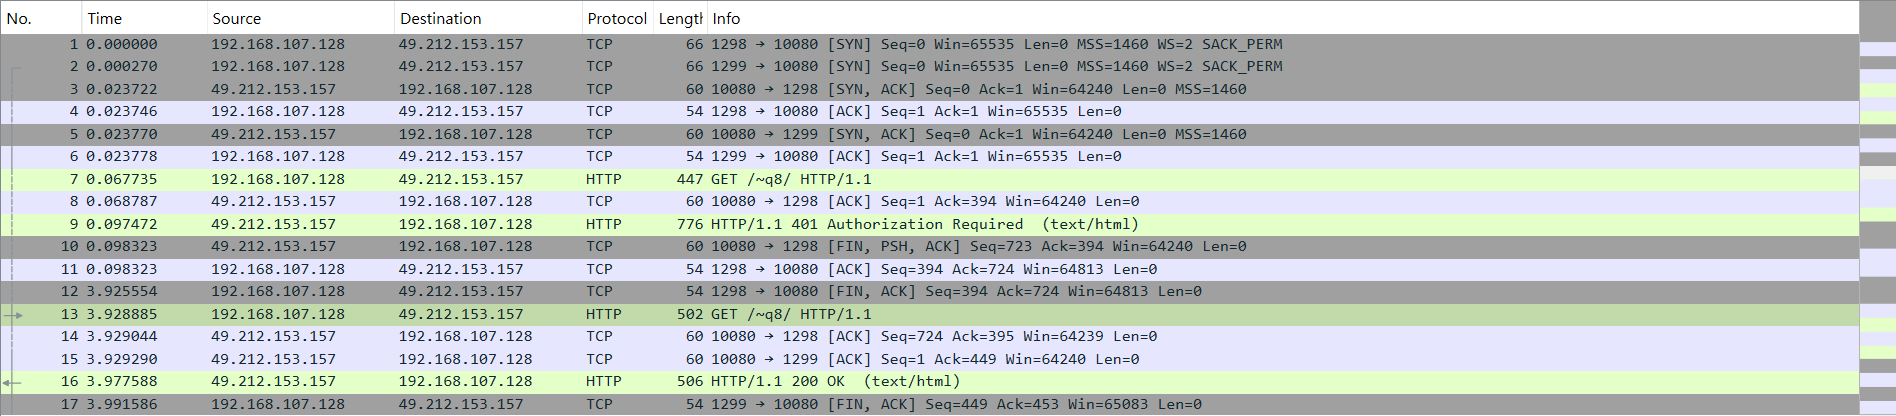 No. Time Source Destination Protocol Length Info
1 0.000000 192.168.107.128 49.212.153.157 TCP 66 1298 → 10080 [SYN] Seq=0 Win=65535 Len=0 MSS=1460 WS=2 SACK_PERM
2 0.000270 192.168.107.128 49.212.153.157 TCP 66 1299 → 10080 [SYN] Seq=0 Win=65535 Len=0 MSS=1460 WS=2 SACK_PERM
3 0.023722 49.212.153.157 192.168.107.128 TCP 60 10080 → 1298 [SYN, ACK] Seq=0 Ack=1 Win=64240 Len=0 MSS=1460
4 0.023746 192.168.107.128 49.212.153.157 TCP 54 1298 → 10080 [ACK] Seq=1 Ack=1 Win=65535 Len=0
5 0.023770 49.212.153.157 192.168.107.128 TCP 60 10080 → 1299 [SYN, ACK] Seq=0 Ack=1 Win=64240 Len=0 MSS=1460
6 0.023778 192.168.107.128 49.212.153.157 TCP 54 1299 → 10080 [ACK] Seq=1 Ack=1 Win=65535 Len=0
7 0.067735 192.168.107.128 49.212.153.157 HTTP 447 GET /~q8/ HTTP/1.1
8 0.068787 49.212.153.157 192.168.107.128 TCP 60 10080 → 1298 [ACK] Seq=1 Ack=394 Win=64240 Len=0
9 0.097472 49.212.153.157 192.168.107.128 HTTP 776 HTTP/1.1 401 Authorization Required (text/html)
10 0.098323 49.212.153.157 192.168.107.128 TCP 60 10080 → 1298 [FIN, PSH, ACK] Seq=723 Ack=394 Win=64240 Len=0
11 0.098323 192.168.107.128 49.212.153.157 TCP 54 1298 → 10080 [ACK] Seq=394 Ack=724 Win=64813 Len=0
12 3.925554 192.168.107.128 49.212.153.157 TCP 54 1298 → 10080 [FIN, ACK] Seq=394 Ack=724 Win=64813 Len=0
13 3.928885 192.168.107.128 49.212.153.157 HTTP 502 GET /~q8/ HTTP/1.1
14 3.929044 49.212.153.157 192.168.107.128 TCP 60 10080 → 1298 [ACK] Seq=724 Ack=395 Win=64239 Len=0
15 3.929290 49.212.153.157 192.168.107.128 TCP 60 10080 → 1299 [ACK] Seq=1 Ack=449 Win=64240 Len=0
16 3.977588 49.212.153.157 192.168.107.128 HTTP 506 HTTP/1.1 200 OK (text/html)
17 3.991586 192.168.107.128 49.212.153.157 TCP 54 1299 → 10080 [FIN, ACK] Seq=449 Ack=453 Win=65083 Len=0